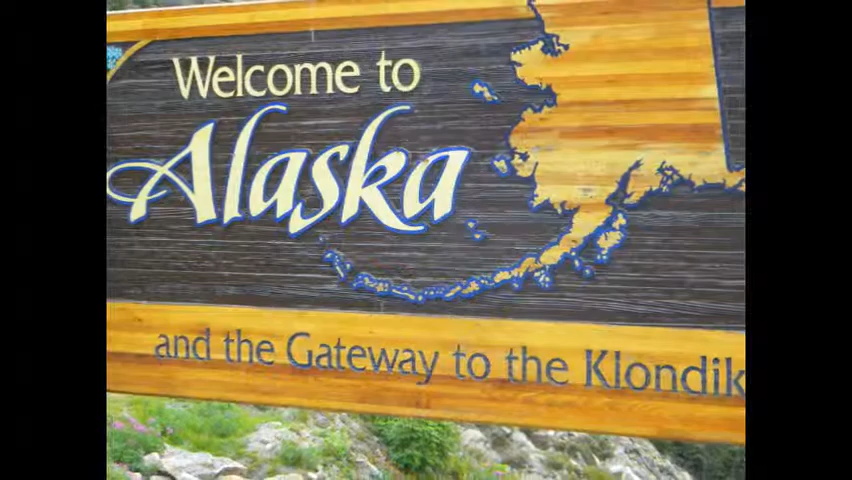 Welcome to
Alaska
and the Gateway to the Klondik